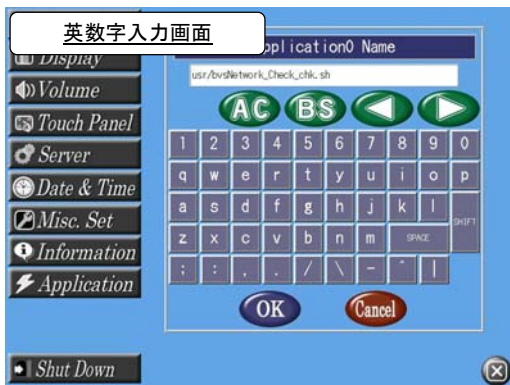 英数字入力画面
Display
Volume
Touch Panel
Server
Date & Time
Misc. Set
Information
Application
Shut Down
pplication0 Name
usr/bvsNetwork_Check_chk.sh
AC BS
1 2 3 4 5 6 7 8 9 0
q w e r t y u i o p
a s d f g h j k l
SHIFT
z x c v b n m SPACE
; : , . / \ - ^ |
OK Cancel